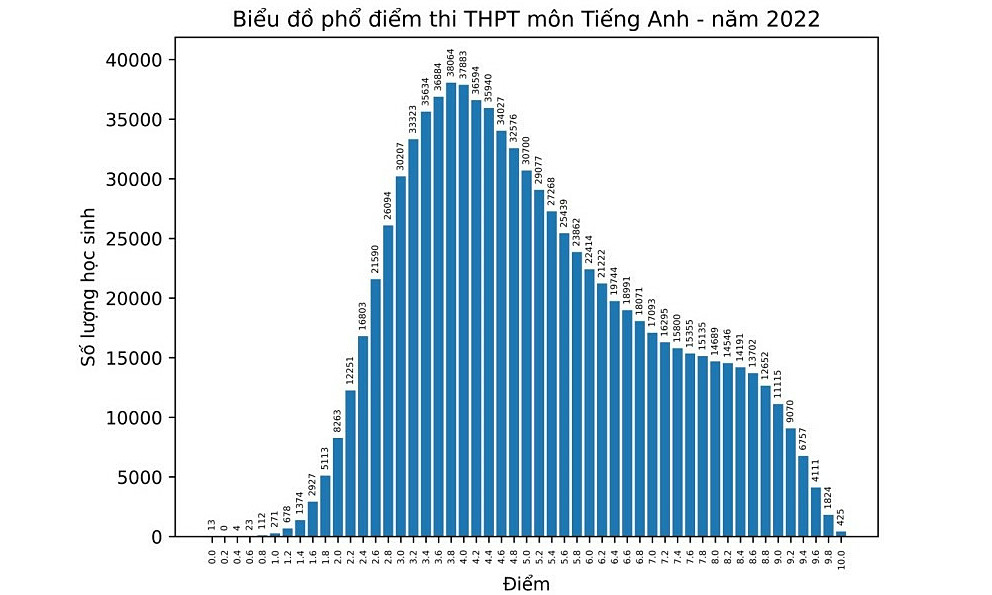 Biểu đồ phổ điểm thi THPT môn Tiếng Anh - năm 2022
Số lượng học sinh
40000
35000
30000
25000
20000
15000
10000
5000
0
13 0 4 23 112 271 678 1374 2927 5113 8263 12251 16803 21590 26094 30207 33323 35634 36884 38064 37883 36594 35940 34027 32576 30700 29077 27268 25439 23862 22414 21222 19744 18991 18071 17093 16295 15800 15355 15135 14689 14546 14191 13702 12652 11115 9070 6757 4111 1824 425
0.0 0.2 0.4 0.6 0.8 1.0 1.2 1.4 1.6 1.8 2.0 2.2 2.4 2.6 2.8 3.0 3.2 3.4 3.6 3.8 4.0 4.2 4.4 4.6 4.8 5.0 5.2 5.4 5.6 5.8 6.0 6.2 6.4 6.6 6.8 7.0 7.2 7.4 7.6 7.8 8.0 8.2 8.4 8.6 8.8 9.0 9.2 9.4 9.6 9.8 10.0
Điểm